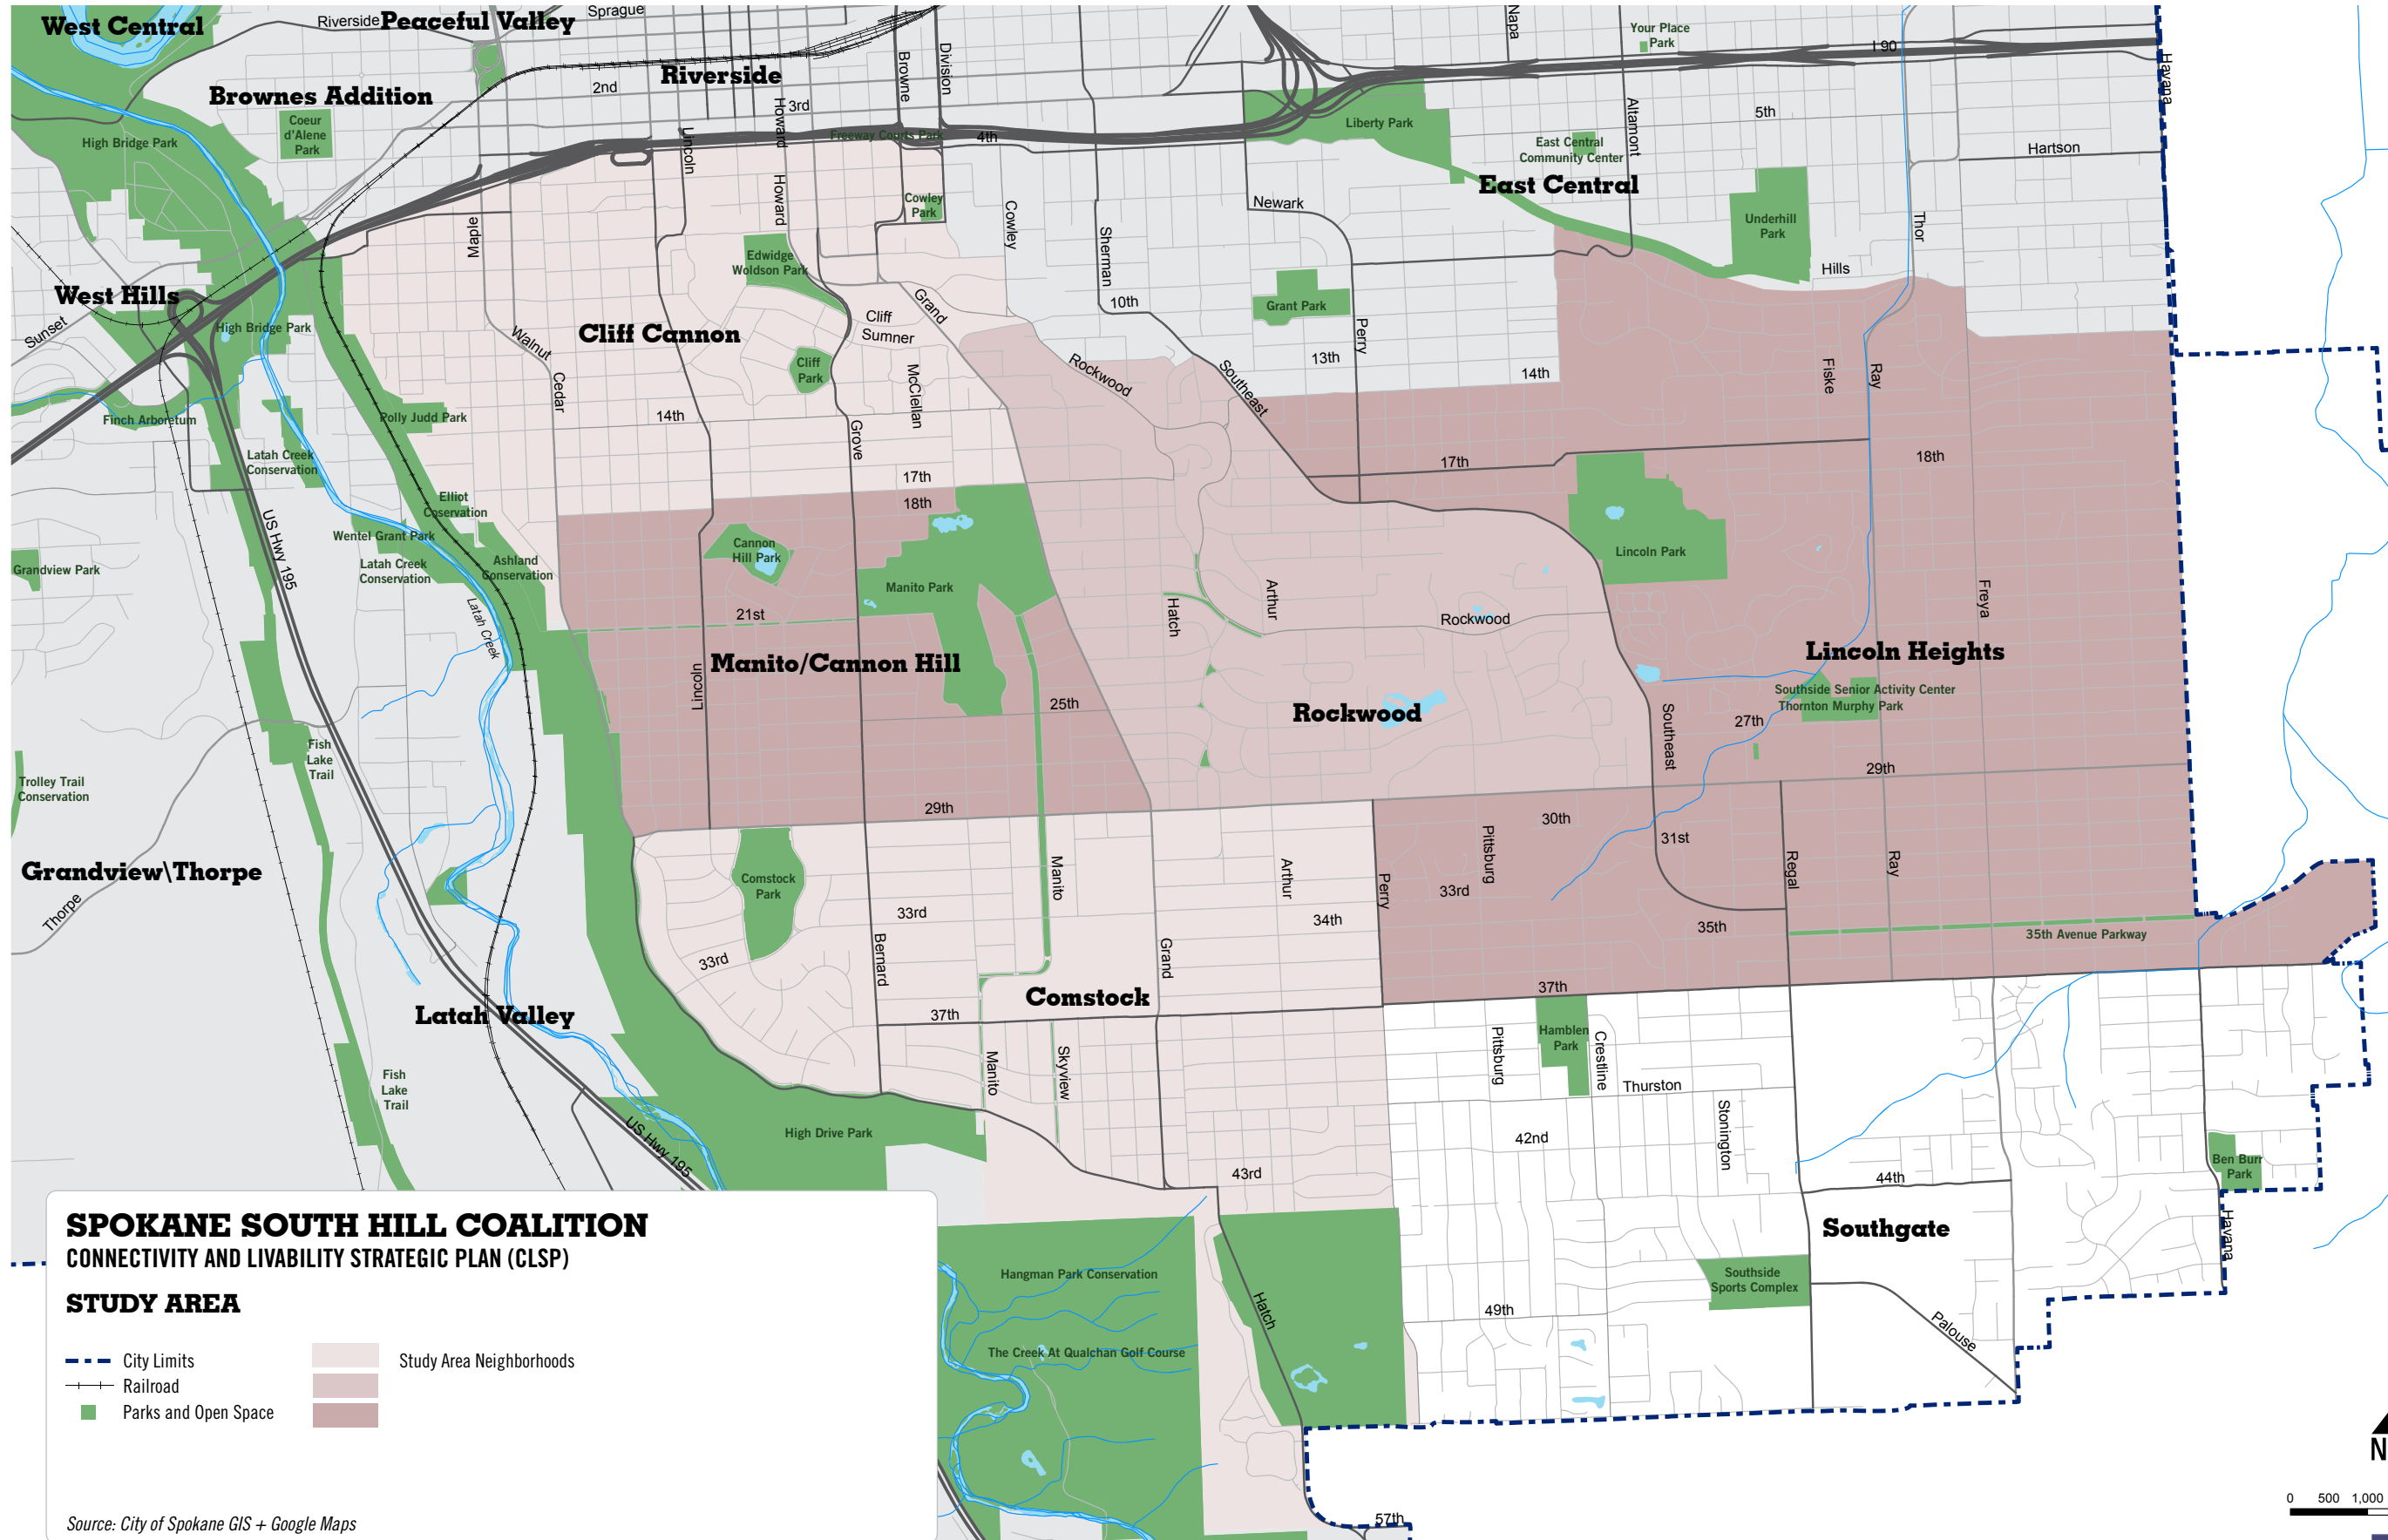 West Central
Riverside
Peaceful Valley
Sprague
Napa
Your Place
Park
I 90
Havana
Brownes Addition
Riverside
2nd
3rd
Browne
Division
Howard
Lincoln
Freeway Courts Park
4th
Liberty Park
Altamont
5th
Hartson
Coeur
d'Alene
Park
High Bridge Park
East Central
Community Center
East Central
Underhill
Park
Thor
Hills
Maple
Howard
Cowley
Park
Cowley
Sherman
Newark
Edwidge
Woldson Park
Grand
10th
Grant Park
Perry
West Hills
Sunset
High Bridge Park
Walnut
Cliff Cannon
Cliff
Sumner
Cliff
Park
McClellan
Rockwood
Southeast
13th
14th
Fiske
Ray
Finch Arboretum
Polly Judd Park
Cedar
14th
Grove
Latah Creek
Conservation
17th
18th
17th
18th
Elliot
Coservation
Wentel Grant Park
Latah Creek
Conservation
Ashland
Conservation
US Hwy 195
Grandview Park
Latah Creek
Cannon
Hill Park
Manito Park
Lincoln Park
21st
Hatch
Arthur
Rockwood
Freya
Lincoln
Manito/Cannon Hill
25th
Rockwood
Lincoln Heights
Southside Senior Activity Center
Thornton Murphy Park
27th
Southeast
29th
Fish
Lake
Trail
Trolley Trail
Conservation
29th
30th
31st
Pittsburg
Regal
Ray
Grandview\Thorpe
Thorpe
Comstock
Park
Manito
Arthur
Perry
33rd
33rd
34th
33rd
35th
35th Avenue Parkway
Bernard
Grand
Comstock
37th
37th
Latah Valley
Hamblen
Park
Pittsburg
Crestline
Thurston
Stonington
Manito
Skyview
Fish
Lake
Trail
US Hwy 195
High Drive Park
42nd
43rd
44th
Ben Burr
Park
Havana
Southgate
Hangman Park Conservation
Southside
Sports Complex
Hatch
49th
Palouse
The Creek At Qualchan Golf Course
57th
SPOKANE SOUTH HILL COALITION
CONNECTIVITY AND LIVABILITY STRATEGIC PLAN (CLSP)
STUDY AREA
City Limits
Railroad
Parks and Open Space
Study Area Neighborhoods
Source: City of Spokane GIS + Google Maps
N
0 500 1,000